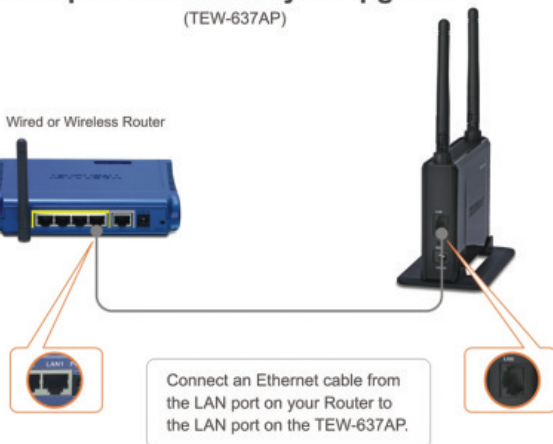 (TEW-637AP)
Wired or Wireless Router
LAN1
LAN
Connect an Ethernet cable from
the LAN port on your Router to
the LAN port on the TEW-637AP.